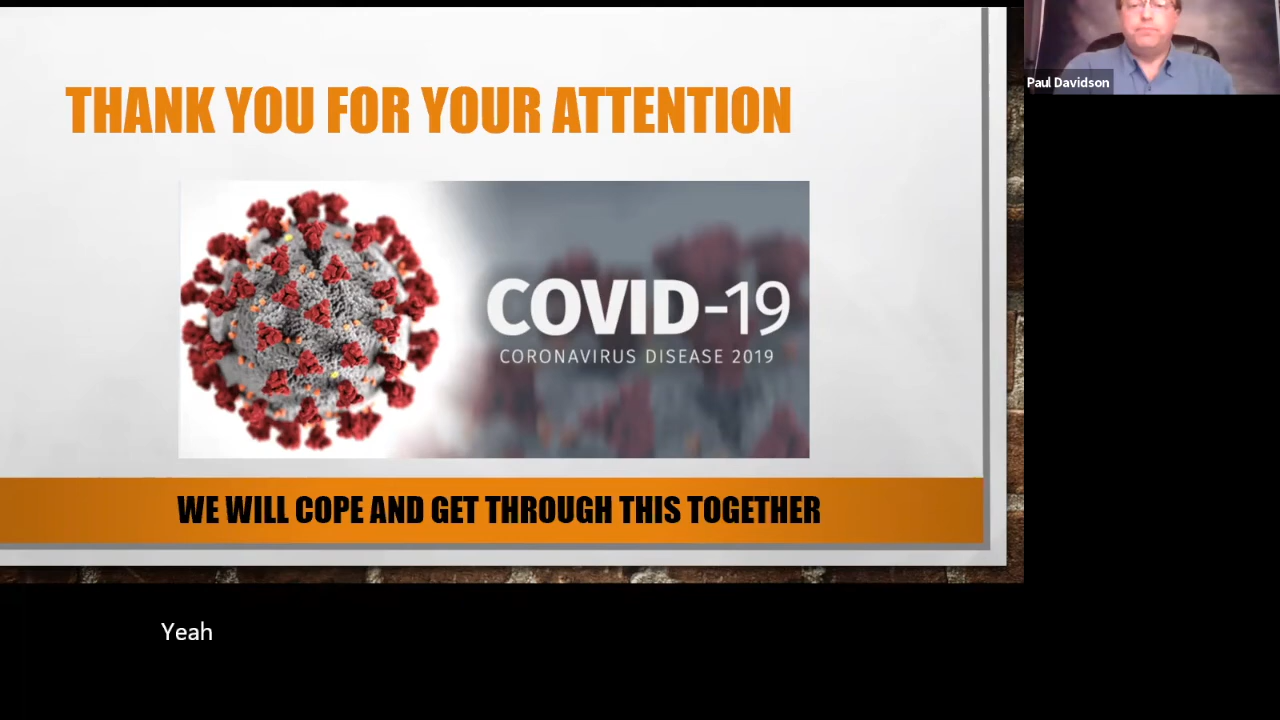 THANK YOU FOR YOUR ATTENTION
Paul Davidson
COVID-19
CORONAVIRUS DISEASE 2019
WE WILL COPE AND GET THROUGH THIS TOGETHER
Yeah